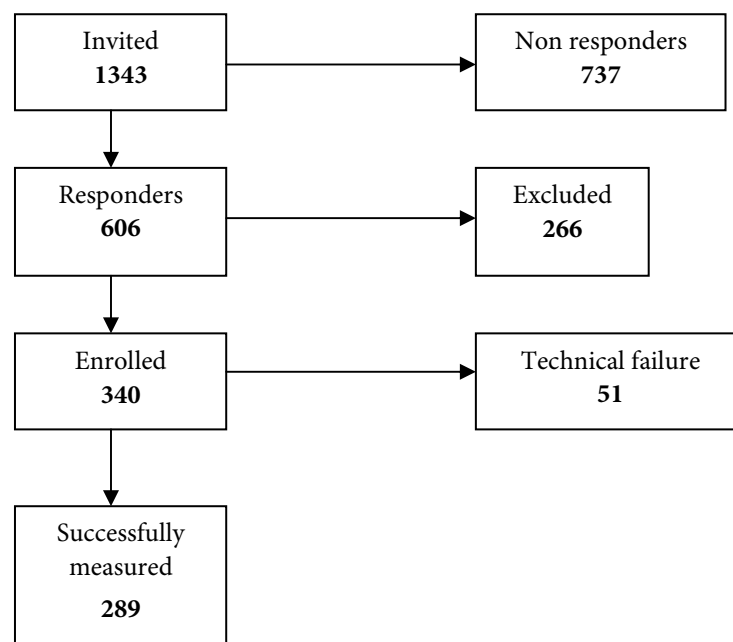 Invited
1343
Non responders
737
Responders
606
Excluded
266
Enrolled
340
Technical failure
51
Successfully
measured
289